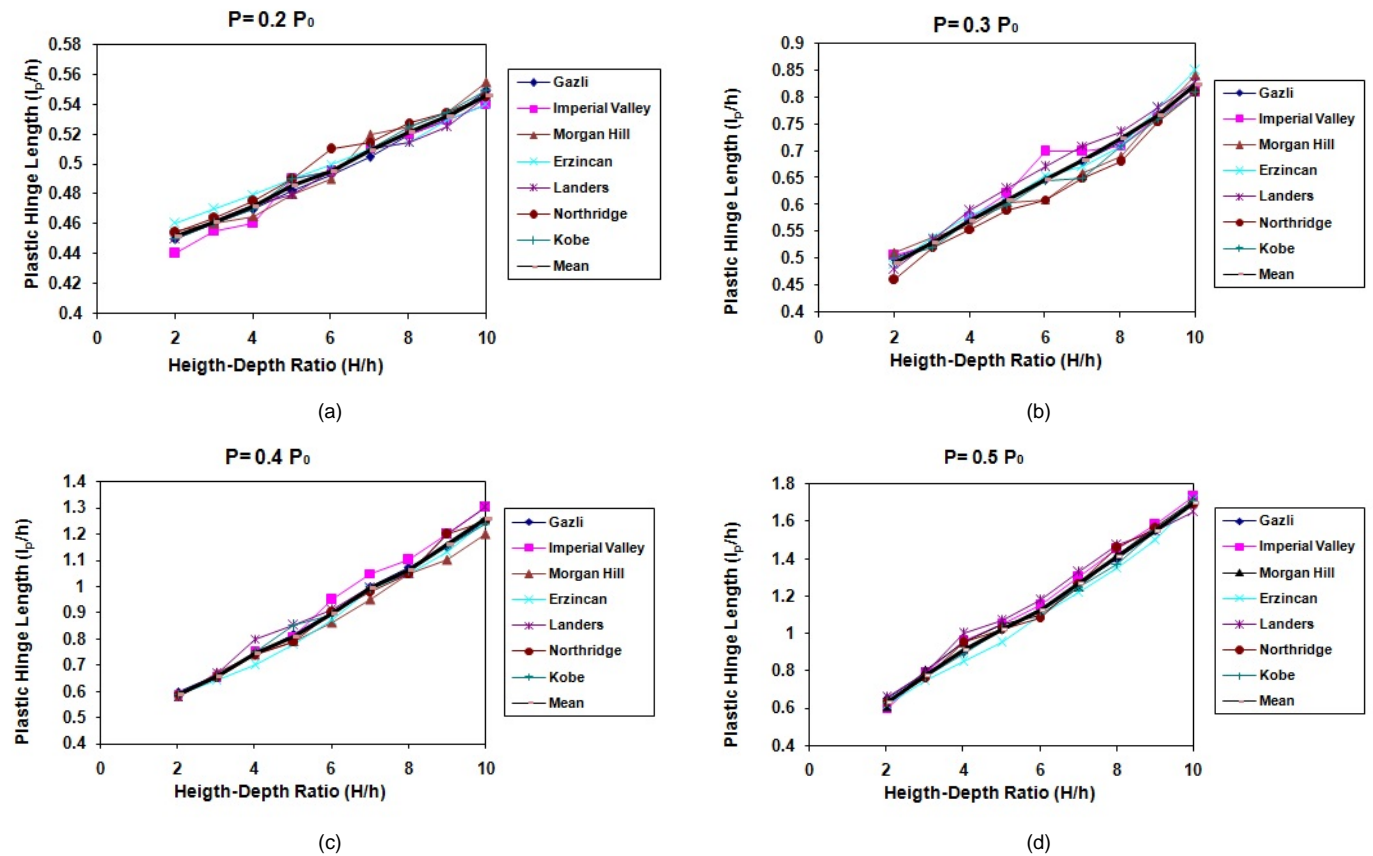 P= 0.2 P₀
Plastic Hinge Length (lₚ/h)
0.58
0.56
0.54
0.52
0.5
0.48
0.46
0.44
0.42
0.4
0 2 4 6 8 10
Heigth-Depth Ratio (H/h)
Gazli
Imperial Valley
Morgan Hill
Erzincan
Landers
Northridge
Kobe
Mean
(a)
P= 0.3 P₀
Plastic Hinge Length (lₚ/h)
0.9
0.85
0.8
0.75
0.7
0.65
0.6
0.55
0.5
0.45
0.4
0 2 4 6 8 10
Heigth-Depth Ratio (H/h)
Gazli
Imperial Valley
Morgan Hill
Erzincan
Landers
Northridge
Kobe
Mean
(b)
P= 0.4 P₀
Plastic Hinge Length (lₚ/h)
1.4
1.3
1.2
1.1
1
0.9
0.8
0.7
0.6
0.5
0.4
0 2 4 6 8 10
Heigth-Depth Ratio (H/h)
Gazli
Imperial Valley
Morgan Hill
Erzincan
Landers
Northridge
Kobe
Mean
(c)
P= 0.5 P₀
Plastic Hinge Length (lₚ/h)
1.8
1.6
1.4
1.2
1
0.8
0.6
0.4
0 2 4 6 8 10
Heigth-Depth Ratio (H/h)
Gazli
Imperial Valley
Morgan Hill
Erzincan
Landers
Northridge
Kobe
Mean
(d)